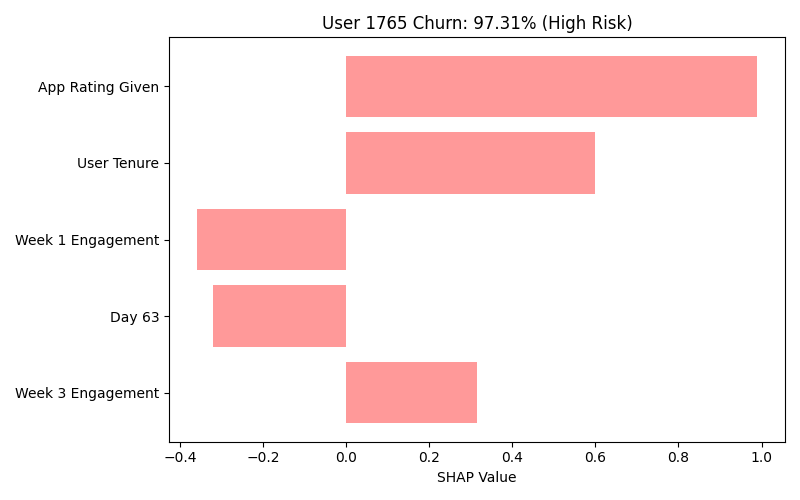 User 1765 Churn: 97.31% (High Risk)
App Rating Given
User Tenure
Week 1 Engagement
Day 63
Week 3 Engagement
−0.4 −0.2 0.0 0.2 0.4 0.6 0.8 1.0
SHAP Value